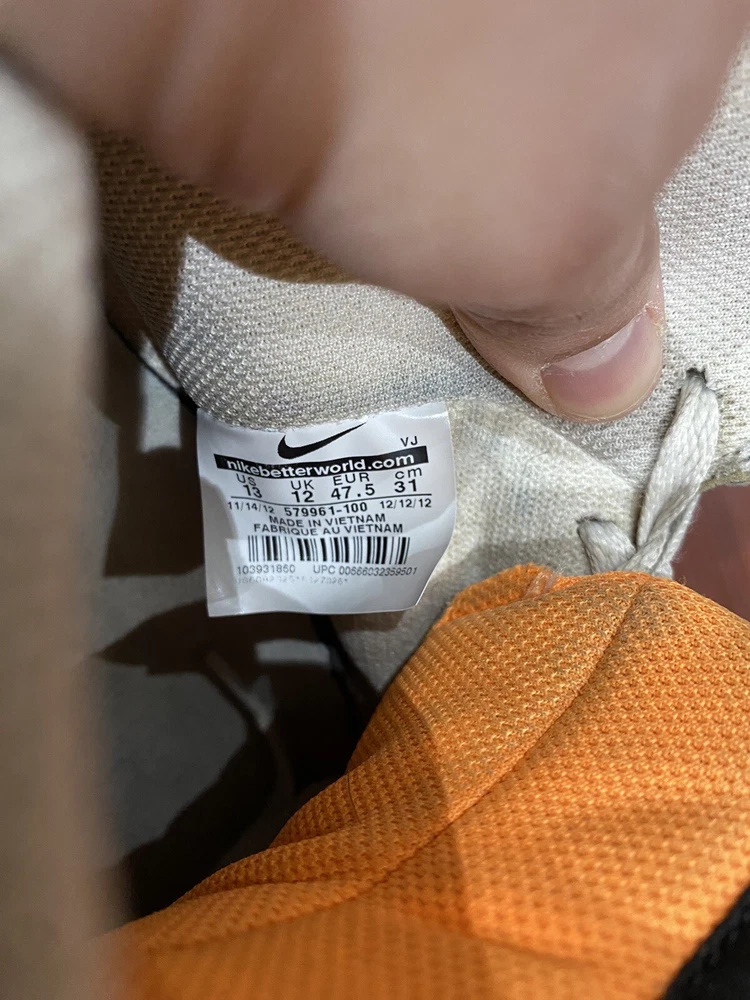 VJ
nikebetterworld.com
US UK EUR cm
13 12 47.5 31
11/14/12 579961-100 12/12/12
MADE IN VIETNAM
FABRIQUE AU VIETNAM
103931860 UPC 00666032359501